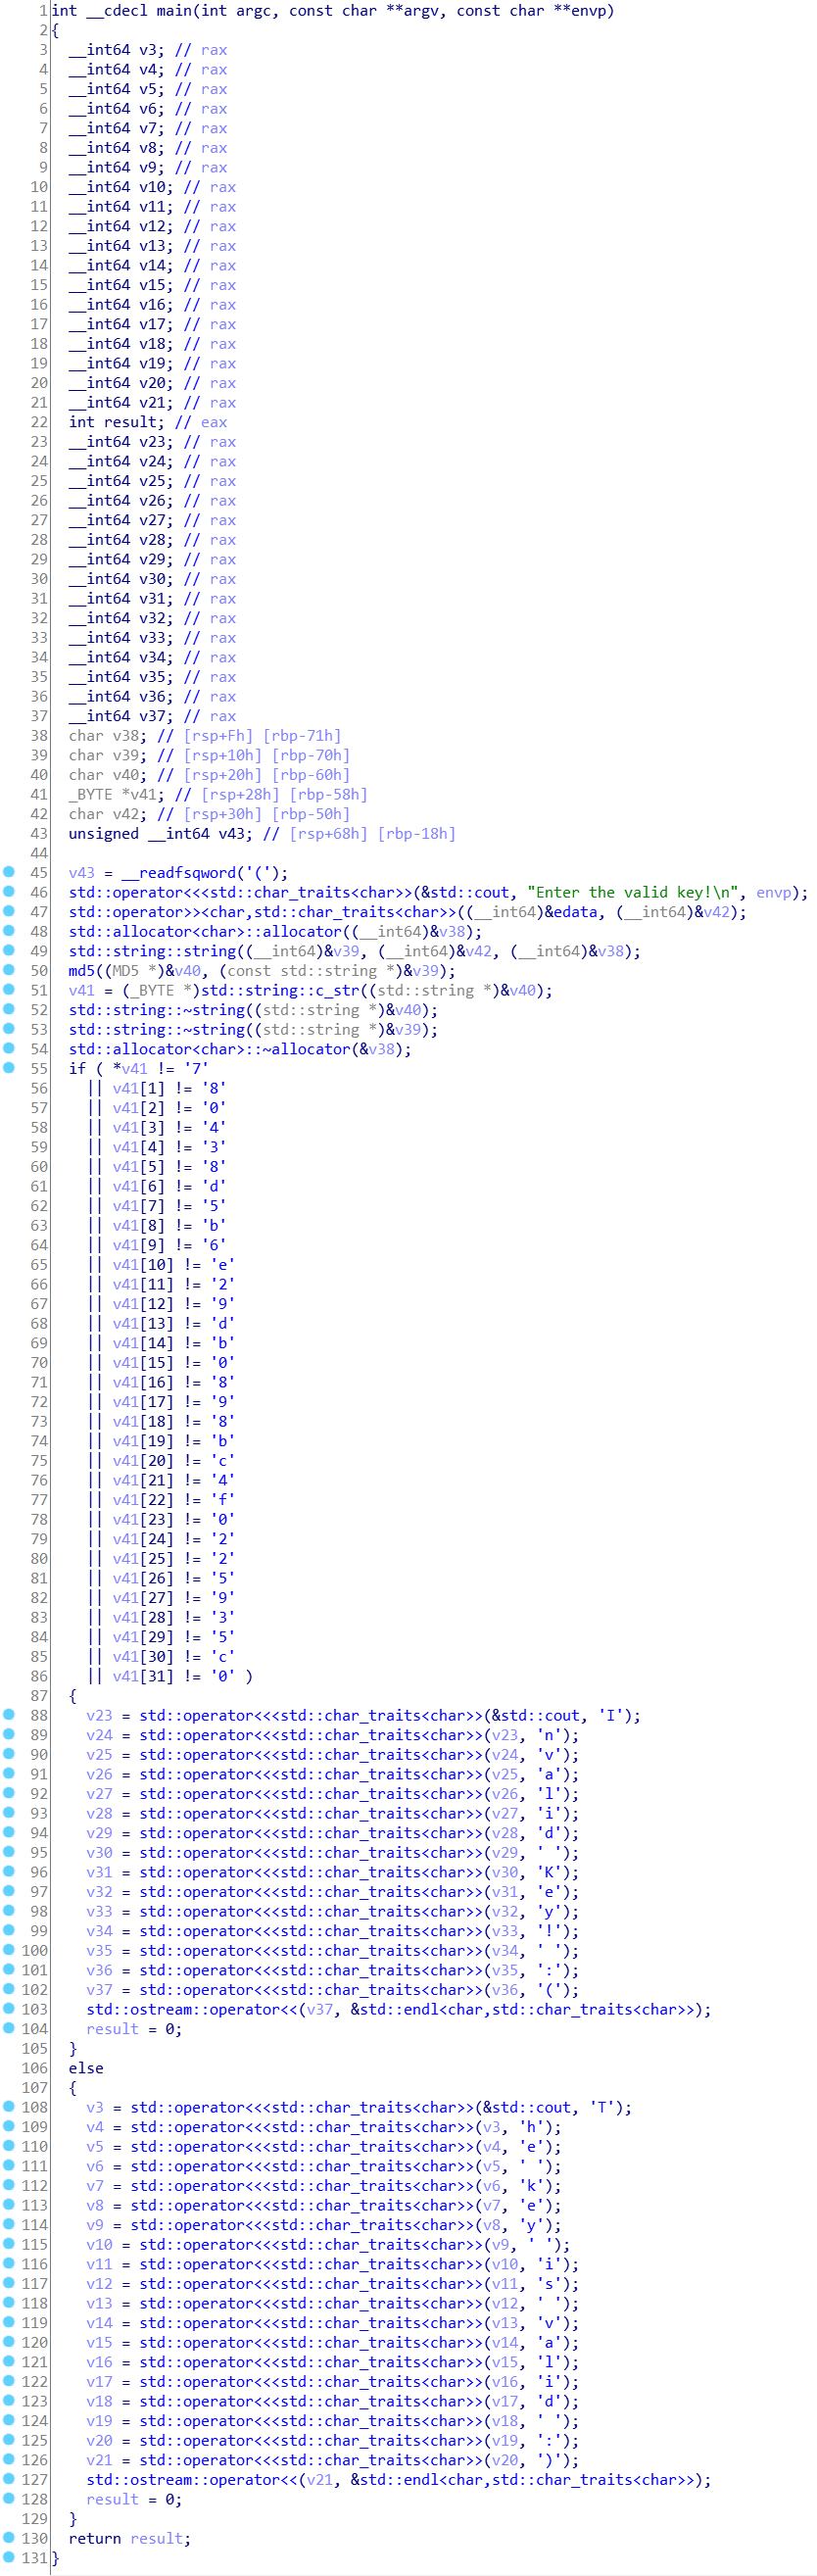 1 int __cdecl main(int argc, const char **argv, const char **envp)
2 {
3 __int64 v3; // rax
4 __int64 v4; // rax
5 __int64 v5; // rax
6 __int64 v6; // rax
7 __int64 v7; // rax
8 __int64 v8; // rax
9 __int64 v9; // rax
10 __int64 v10; // rax
11 __int64 v11; // rax
12 __int64 v12; // rax
13 __int64 v13; // rax
14 __int64 v14; // rax
15 __int64 v15; // rax
16 __int64 v16; // rax
17 __int64 v17; // rax
18 __int64 v18; // rax
19 __int64 v19; // rax
20 __int64 v20; // rax
21 __int64 v21; // rax
22 int result; // eax
23 __int64 v23; // rax
24 __int64 v24; // rax
25 __int64 v25; // rax
26 __int64 v26; // rax
27 __int64 v27; // rax
28 __int64 v28; // rax
29 __int64 v29; // rax
30 __int64 v30; // rax
31 __int64 v31; // rax
32 __int64 v32; // rax
33 __int64 v33; // rax
34 __int64 v34; // rax
35 __int64 v35; // rax
36 __int64 v36; // rax
37 __int64 v37; // rax
38 char v38; // [rsp+Fh] [rbp-71h]
39 char v39; // [rsp+10h] [rbp-70h]
40 char v40; // [rsp+20h] [rbp-60h]
41 _BYTE *v41; // [rsp+28h] [rbp-58h]
42 char v42; // [rsp+30h] [rbp-50h]
43 unsigned __int64 v43; // [rsp+68h] [rbp-18h]
44
45 v43 = __readfsqword('(');
46 std::operator<<<std::char_traits<char>>(&std::cout, "Enter the valid key!\n", envp);
47 std::operator>><char,std::char_traits<char>>((__int64)&edata, (__int64)&v42);
48 std::allocator<char>::allocator((__int64)&v38);
49 std::string::string((__int64)&v39, (__int64)&v42, (__int64)&v38);
50 md5((MD5 *)&v40, (const std::string *)&v39);
51 v41 = (_BYTE *)std::string::c_str((std::string *)&v40);
52 std::string::~string((std::string *)&v40);
53 std::string::~string((std::string *)&v39);
54 std::allocator<char>::~allocator(&v38);
55 if ( *v41 != '7'
56 || v41[1] != '8'
57 || v41[2] != '0'
58 || v41[3] != '4'
59 || v41[4] != '3'
60 || v41[5] != '8'
61 || v41[6] != 'd'
62 || v41[7] != '5'
63 || v41[8] != 'b'
64 || v41[9] != '6'
65 || v41[10] != 'e'
66 || v41[11] != '2'
67 || v41[12] != '9'
68 || v41[13] != 'd'
69 || v41[14] != 'b'
70 || v41[15] != '0'
71 || v41[16] != '8'
72 || v41[17] != '9'
73 || v41[18] != '8'
74 || v41[19] != 'b'
75 || v41[20] != 'c'
76 || v41[21] != '4'
77 || v41[22] != 'f'
78 || v41[23] != '0'
79 || v41[24] != '2'
80 || v41[25] != '2'
81 || v41[26] != '5'
82 || v41[27] != '9'
83 || v41[28] != '3'
84 || v41[29] != '5'
85 || v41[30] != 'c'
86 || v41[31] != '0' )
87 {
88 v23 = std::operator<<<std::char_traits<char>>(&std::cout, 'I');
89 v24 = std::operator<<<std::char_traits<char>>(v23, 'n');
90 v25 = std::operator<<<std::char_traits<char>>(v24, 'v');
91 v26 = std::operator<<<std::char_traits<char>>(v25, 'a');
92 v27 = std::operator<<<std::char_traits<char>>(v26, 'l');
93 v28 = std::operator<<<std::char_traits<char>>(v27, 'i');
94 v29 = std::operator<<<std::char_traits<char>>(v28, 'd');
95 v30 = std::operator<<<std::char_traits<char>>(v29, ' ');
96 v31 = std::operator<<<std::char_traits<char>>(v30, 'K');
97 v32 = std::operator<<<std::char_traits<char>>(v31, 'e');
98 v33 = std::operator<<<std::char_traits<char>>(v32, 'y');
99 v34 = std::operator<<<std::char_traits<char>>(v33, '!');
100 v35 = std::operator<<<std::char_traits<char>>(v34, ' ');
101 v36 = std::operator<<<std::char_traits<char>>(v35, ':');
102 v37 = std::operator<<<std::char_traits<char>>(v36, '(');
103 std::ostream::operator<<(v37, &std::endl<char,std::char_traits<char>>);
104 result = 0;
105 }
106 else
107 {
108 v3 = std::operator<<<std::char_traits<char>>(&std::cout, 'T');
109 v4 = std::operator<<<std::char_traits<char>>(v3, 'h');
110 v5 = std::operator<<<std::char_traits<char>>(v4, 'e');
111 v6 = std::operator<<<std::char_traits<char>>(v5, ' ');
112 v7 = std::operator<<<std::char_traits<char>>(v6, 'k');
113 v8 = std::operator<<<std::char_traits<char>>(v7, 'e');
114 v9 = std::operator<<<std::char_traits<char>>(v8, 'y');
115 v10 = std::operator<<<std::char_traits<char>>(v9, ' ');
116 v11 = std::operator<<<std::char_traits<char>>(v10, 'i');
117 v12 = std::operator<<<std::char_traits<char>>(v11, 's');
118 v13 = std::operator<<<std::char_traits<char>>(v12, ' ');
119 v14 = std::operator<<<std::char_traits<char>>(v13, 'v');
120 v15 = std::operator<<<std::char_traits<char>>(v14, 'a');
121 v16 = std::operator<<<std::char_traits<char>>(v15, 'l');
122 v17 = std::operator<<<std::char_traits<char>>(v16, 'i');
123 v18 = std::operator<<<std::char_traits<char>>(v17, 'd');
124 v19 = std::operator<<<std::char_traits<char>>(v18, ' ');
125 v20 = std::operator<<<std::char_traits<char>>(v19, ':');
126 v21 = std::operator<<<std::char_traits<char>>(v20, ')');
127 std::ostream::operator<<(v21, &std::endl<char,std::char_traits<char>>);
128 result = 0;
129 }
130 return result;
131 }